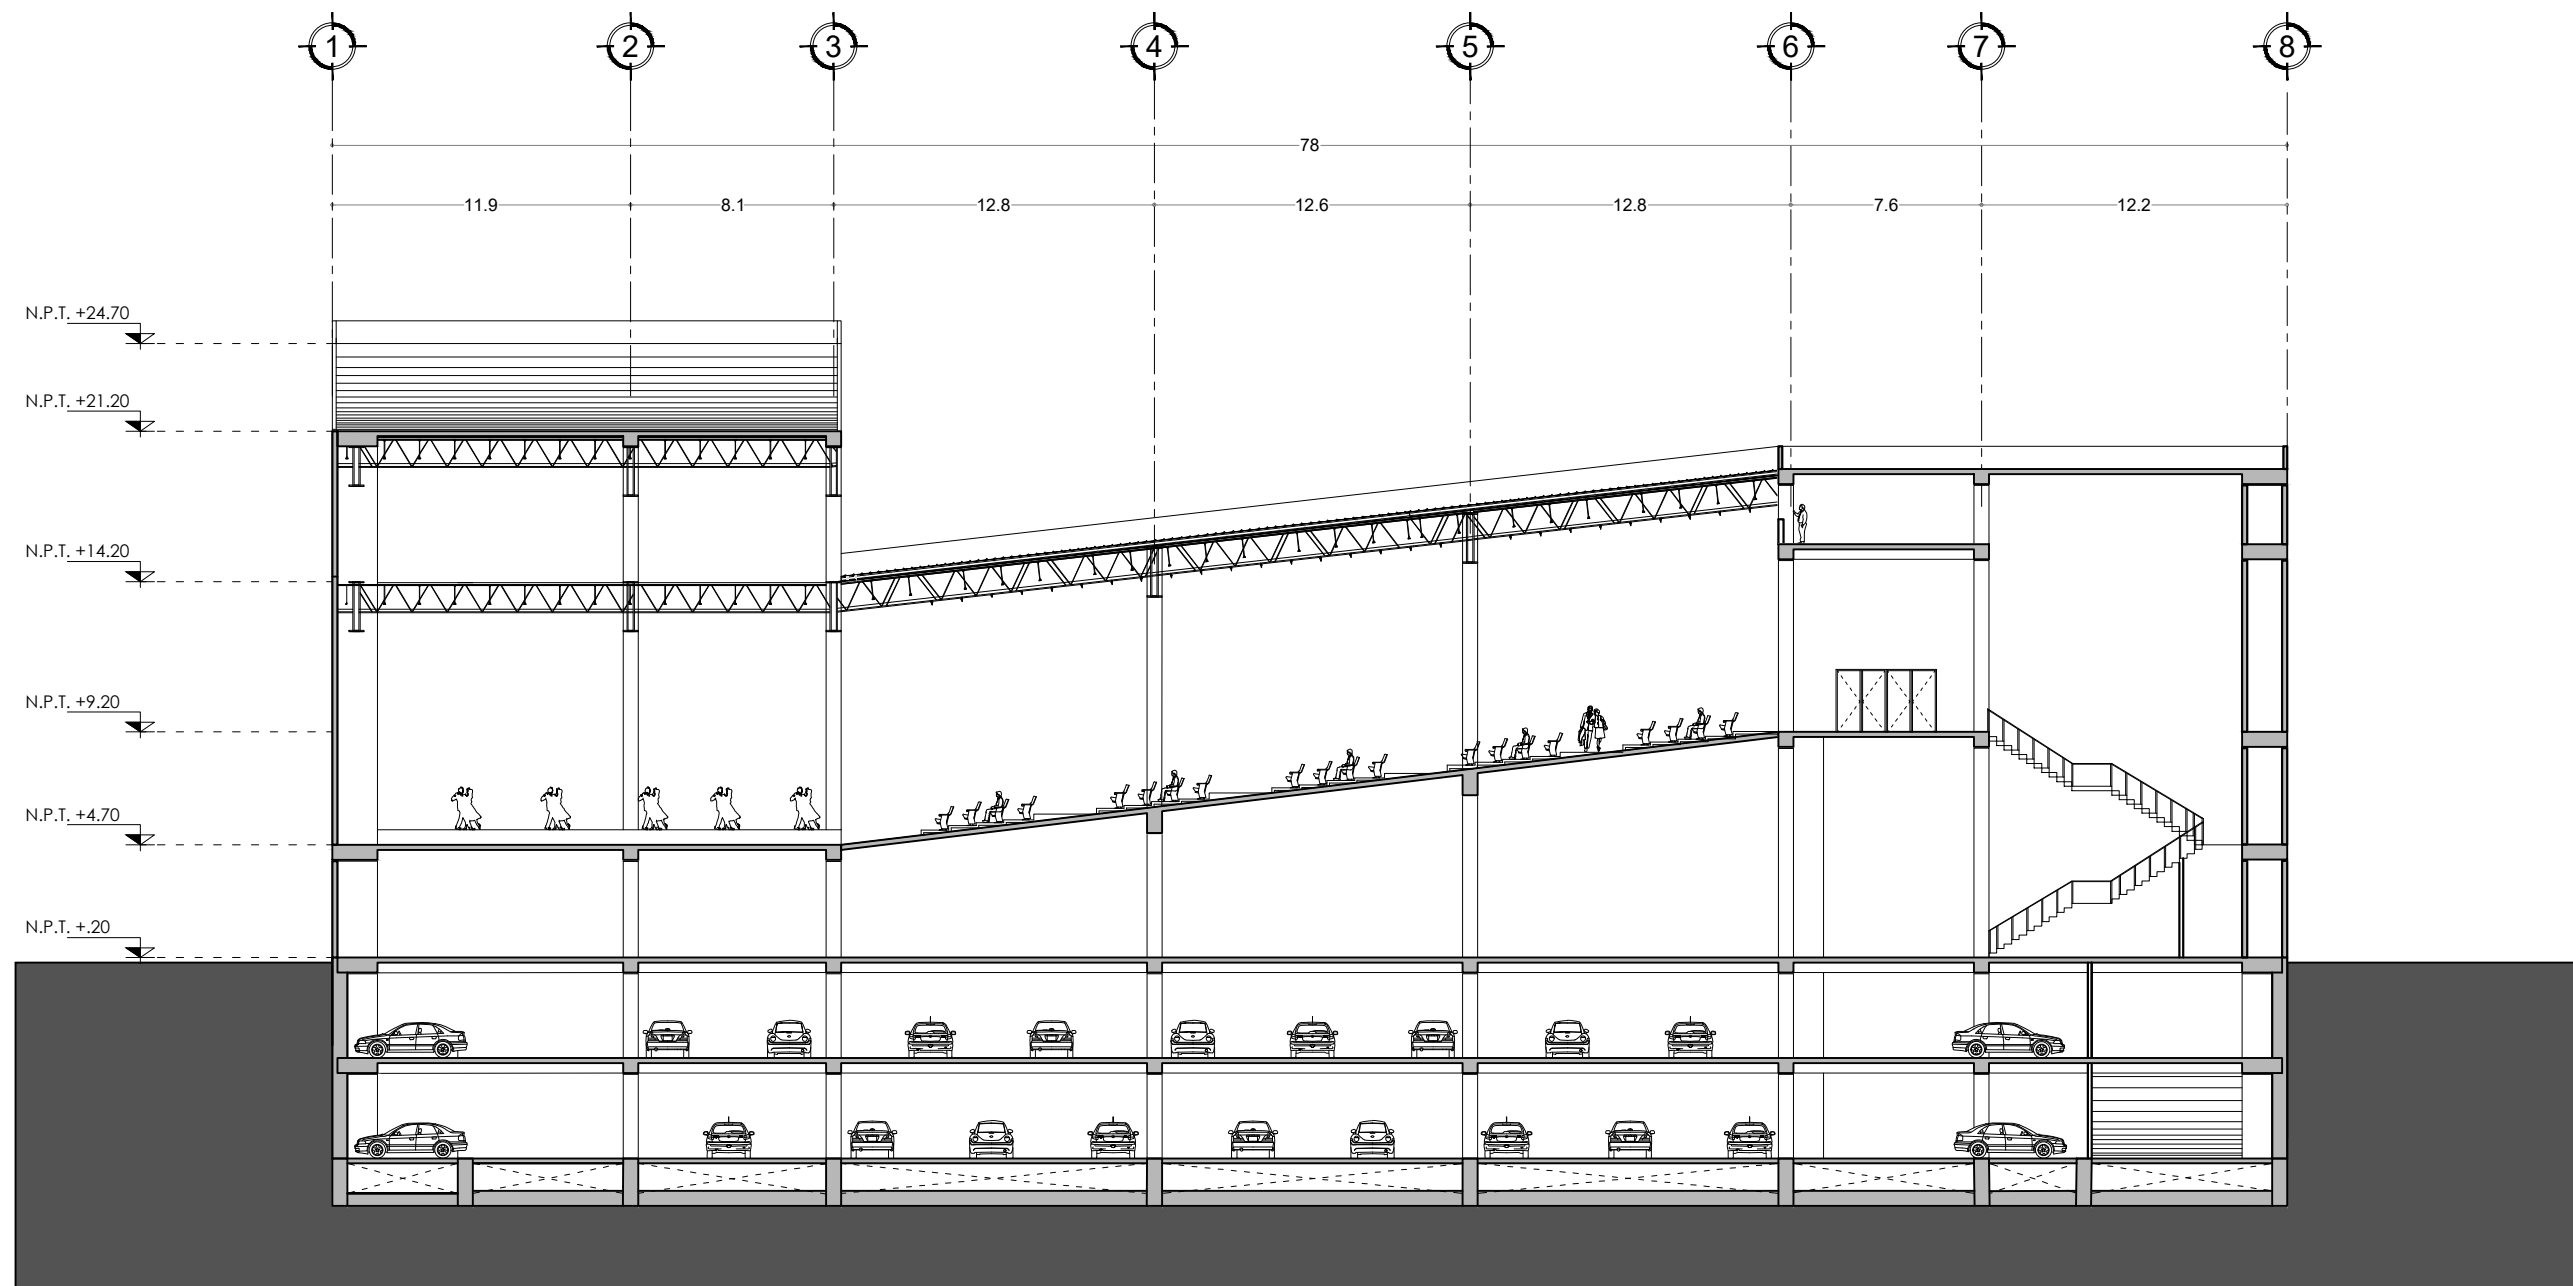 1 2 3 4 5 6 7 8
78
11.9 8.1 12.8 12.6 12.8 7.6 12.2
N.P.T. +24.70
N.P.T. +21.20
N.P.T. +14.20
N.P.T. +9.20
N.P.T. +4.70
N.P.T. +.20